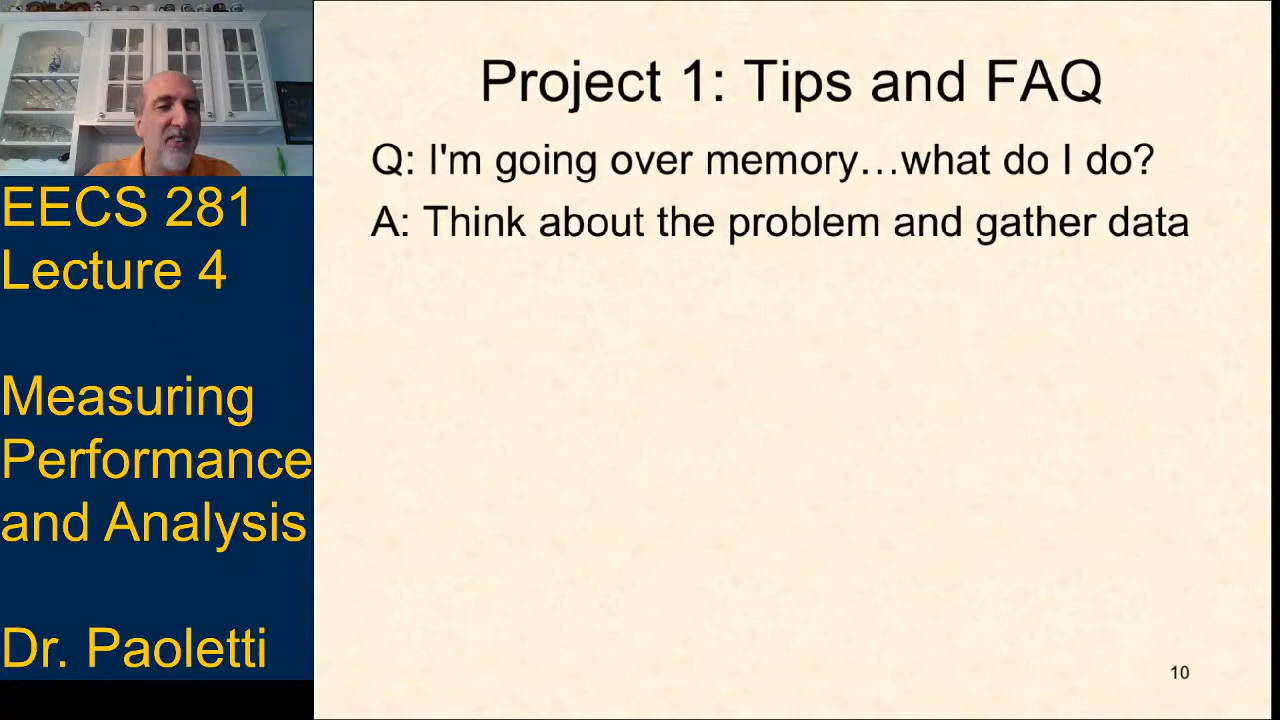 EECS 281
Lecture 4
Measuring
Performance
and Analysis
Dr. Paoletti
Project 1: Tips and FAQ
Q: I'm going over memory…what do I do?
A: Think about the problem and gather data
10